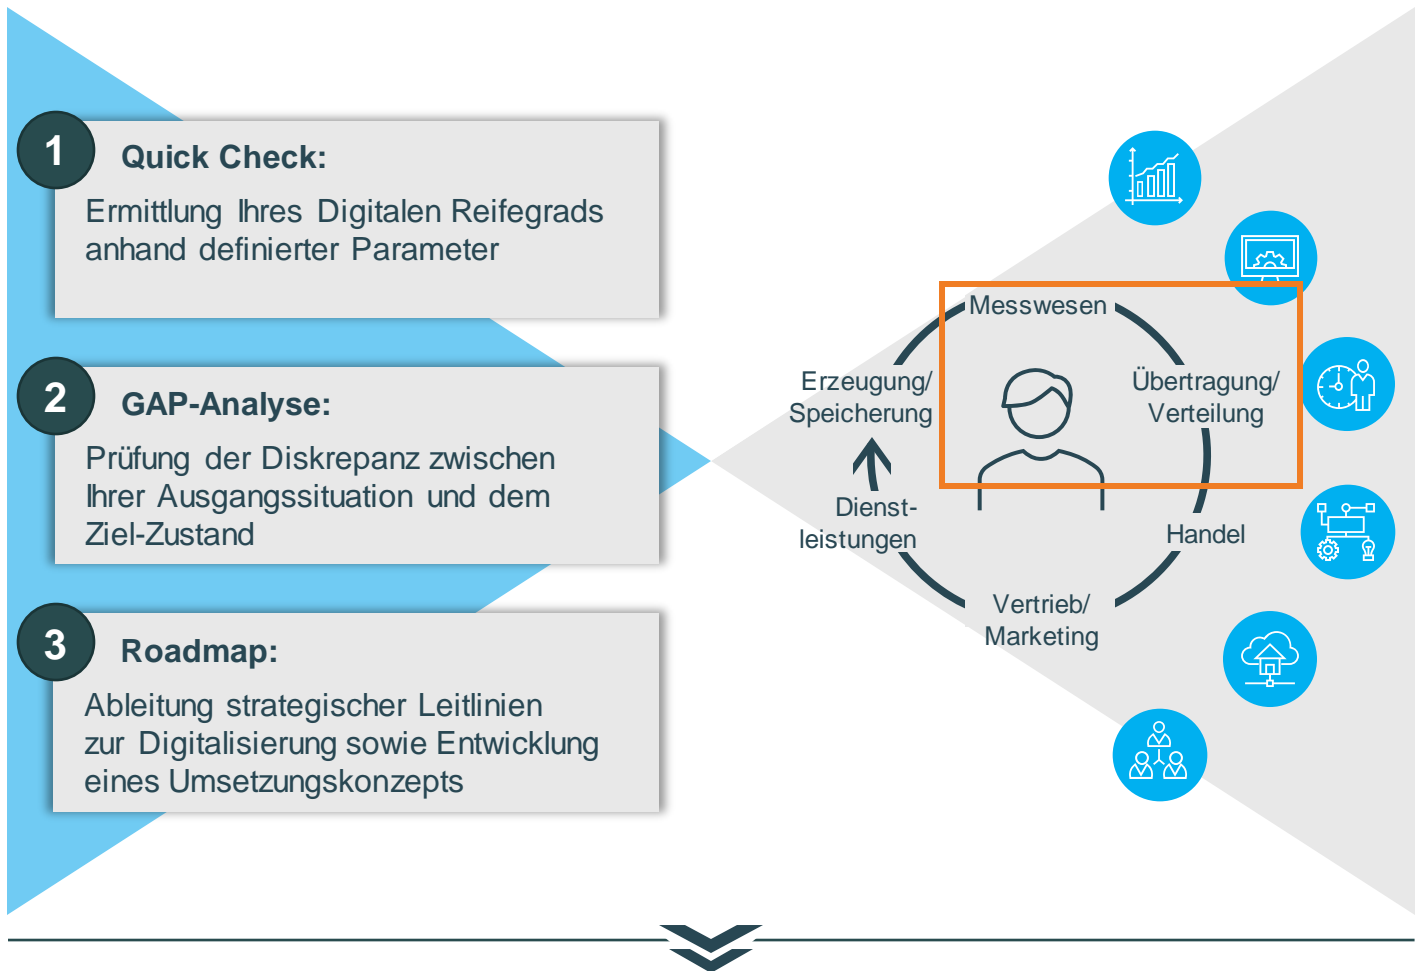 1
Quick Check:
Ermittlung Ihres Digitalen Reifegrads
anhand definierter Parameter
2
GAP-Analyse:
Prüfung der Diskrepanz zwischen
Ihrer Ausgangssituation und dem
Ziel-Zustand
3
Roadmap:
Ableitung strategischer Leitlinien
zur Digitalisierung sowie Entwicklung
eines Umsetzungskonzepts
Messwesen
Übertragung/
Verteilung
Handel
Vertrieb/
Marketing
Dienst-
leistungen
Erzeugung/
Speicherung